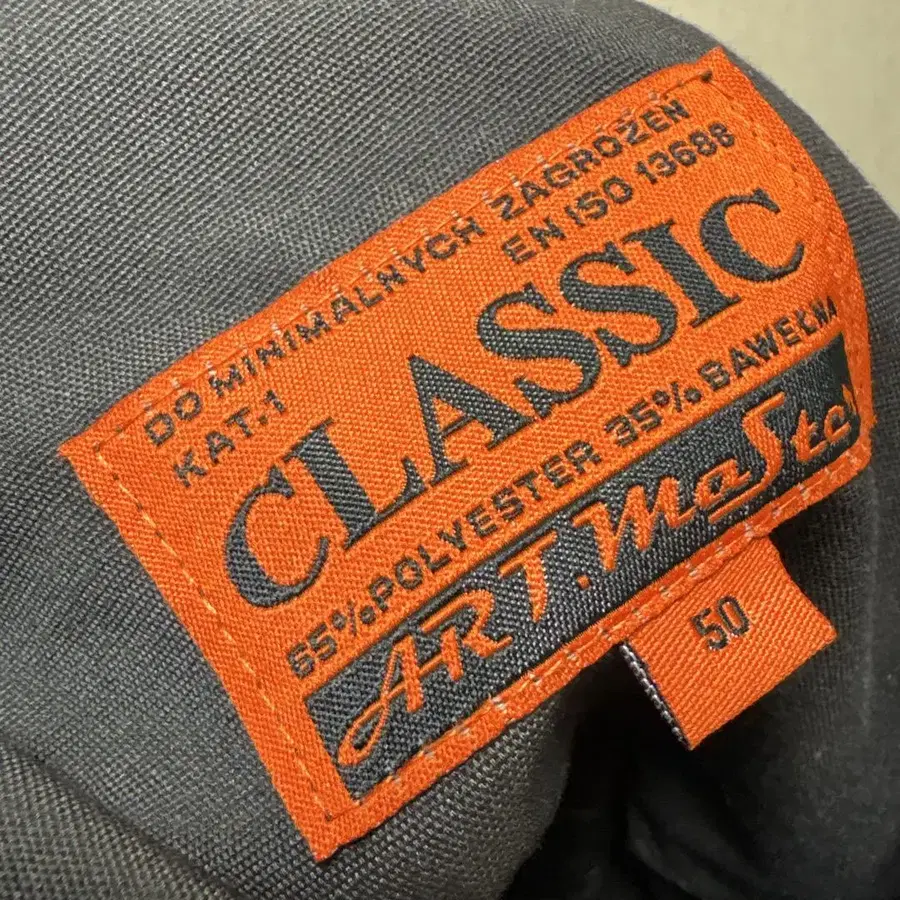 DO MINIMALNYCH ZAGROŻEŃ
KAT.1 EN ISO 13688
CLASSIC
65%POLYESTER 35%BAWEŁNA
ART.MaSter
50